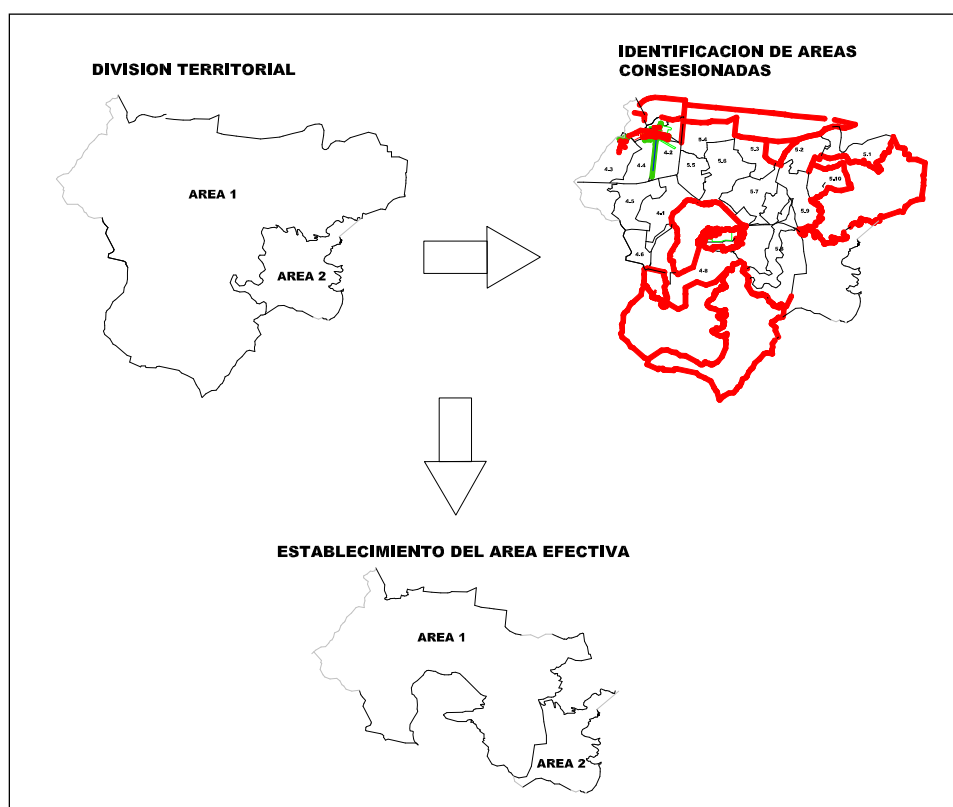 DIVISION TERRITORIAL
AREA 1
AREA 2
IDENTIFICACION DE AREAS
CONSESIONADAS
5.4
5.3
5.2
5.1
4.2
4.3
4.4
5.5
5.6
5.10
5.7
4.5
4.1
5.9
4.6
4.8
ESTABLECIMIENTO DEL AREA EFECTIVA
AREA 1
AREA 2